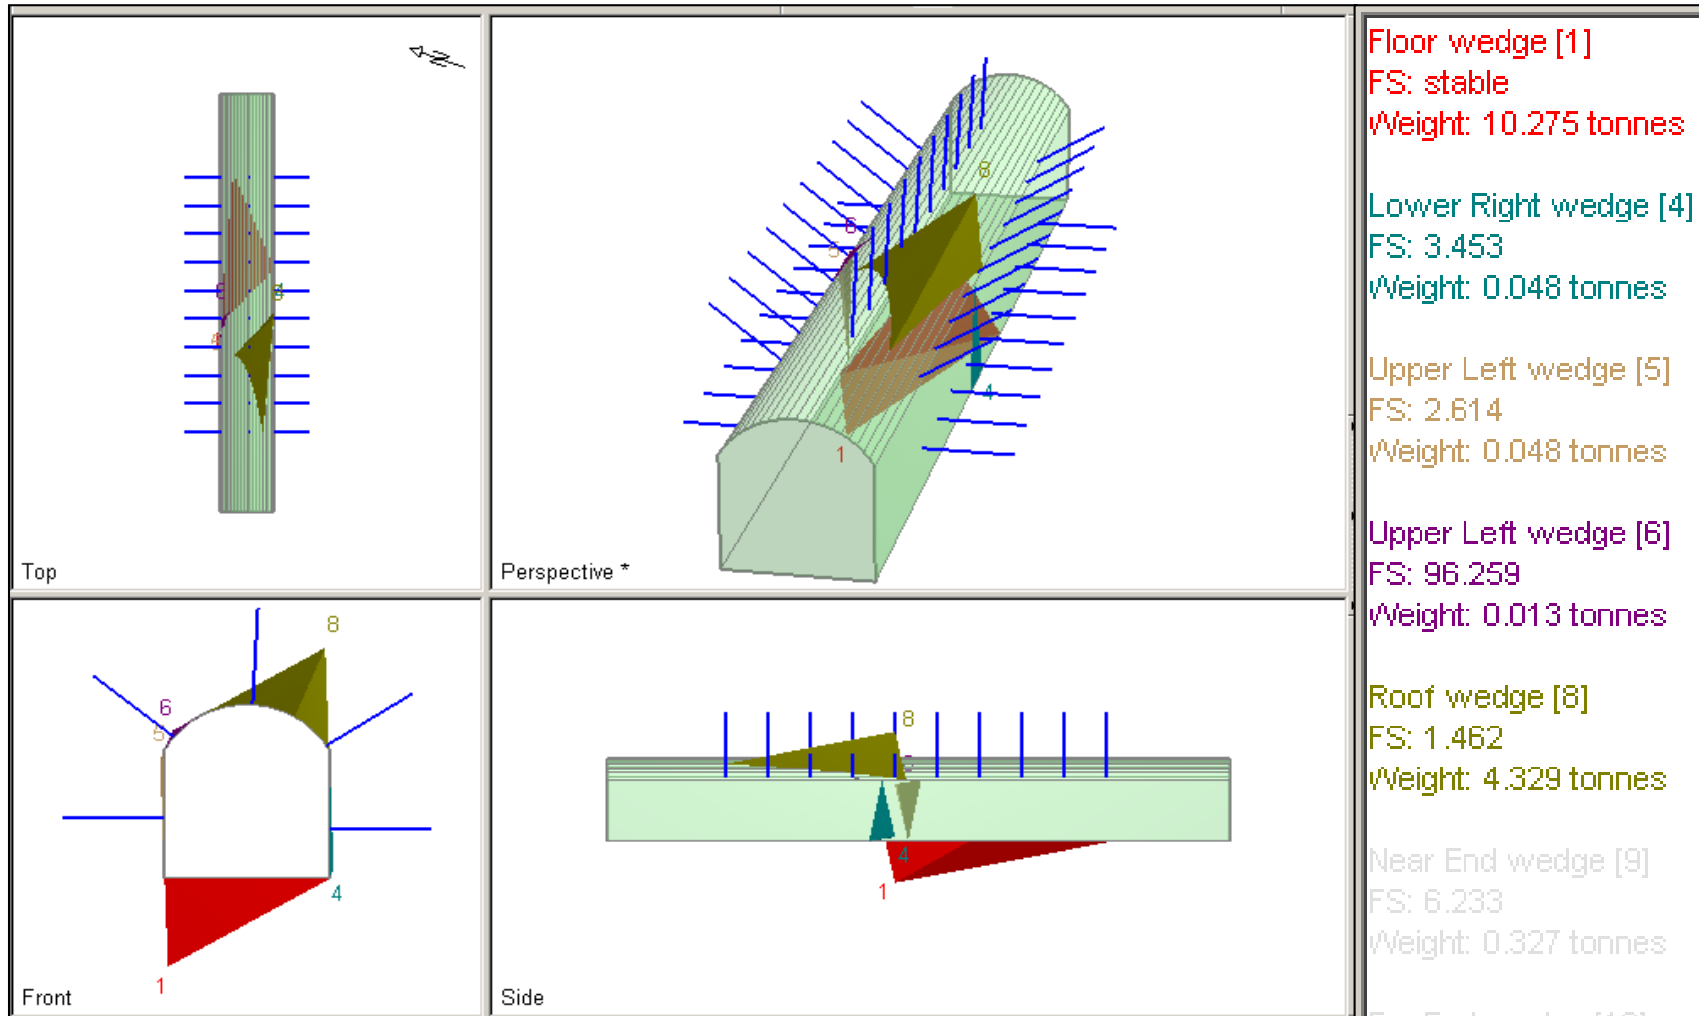 Top
8
6
5
4
1
Perspective *
8
6
5
4
1
Front
8
4
1
Side
Floor wedge [1]
FS: stable
Weight: 10.275 tonnes
Lower Right wedge [4]
FS: 3.453
Weight: 0.048 tonnes
Upper Left wedge [5]
FS: 2.614
Weight: 0.048 tonnes
Upper Left wedge [6]
FS: 96.259
Weight: 0.013 tonnes
Roof wedge [8]
FS: 1.462
Weight: 4.329 tonnes
Near End wedge [9]
FS: 6.233
Weight: 0.327 tonnes